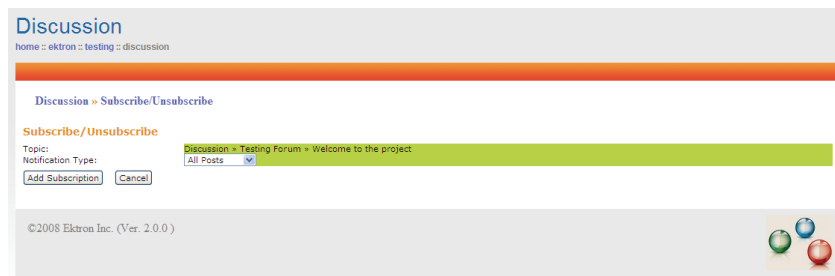 Discussion
home :: ektron :: testing :: discussion
Discussion » Subscribe/Unsubscribe
Subscribe/Unsubscribe
Topic: Discussion » Testing Forum » Welcome to the project
Notification Type: All Posts
Add Subscription Cancel
©2008 Ektron Inc. (Ver. 2.0.0 )